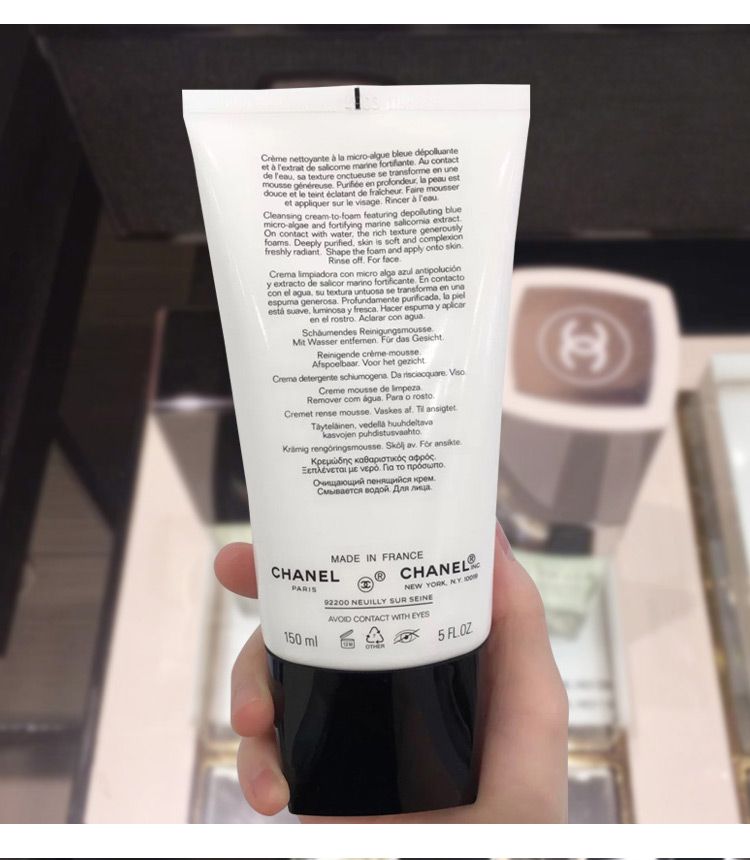 Crème nettoyante à la micro-algue bleue dépolluante
et à l'extrait de salicorne marine fortifiante. Au contact
de l'eau, sa texture onctueuse se transforme en une
mousse généreuse. Purifiée en profondeur, la peau est
douce et le teint éclatant de fraîcheur. Faire mousser
et appliquer sur le visage. Rincer à l'eau.
Cleansing cream-to-foam featuring depolluting blue
micro-algae and fortifying marine salicornia extract.
On contact with water, the rich texture generously
foams. Deeply purified, skin is soft and complexion
freshly radiant. Shape the foam and apply onto skin.
Rinse off. For face.
Crema limpiadora con micro alga azul antipolución
y extracto de salicor marino fortificante. En contacto
con el agua, su textura untuosa se transforma en una
espuma generosa. Profundamente purificada, la piel
está suave, luminosa y fresca. Hacer espuma y aplicar
en el rostro. Aclarar con agua.
Schäumendes Reinigungsmousse.
Mit Wasser entfernen. Für das Gesicht.
Reinigende crème-mousse.
Afspoelbaar. Voor het gezicht.
Crema detergente schiumogena. Da risciacquare. Viso.
Creme mousse de limpeza.
Remover com água. Para o rosto.
Cremet rense mousse. Vaskes af. Til ansigtet.
Täyteläinen, vedellä huuhdeltava
kasvojen puhdistusvaahto.
Krämig rengöringsmousse. Skölj av. För ansikte.
Κρεμώδης καθαριστικός αφρός.
Ξεπλένεται με νερό. Για το πρόσωπο.
Очищающий пенящийся крем.
Смывается водой. Для лица.
MADE IN FRANCE
CHANEL ® CHANEL® INC
PARIS NEW YORK, N.Y. 10019
92200 NEUILLY SUR SEINE
AVOID CONTACT WITH EYES
150 ml 12 M OTHER 5 FL.OZ.